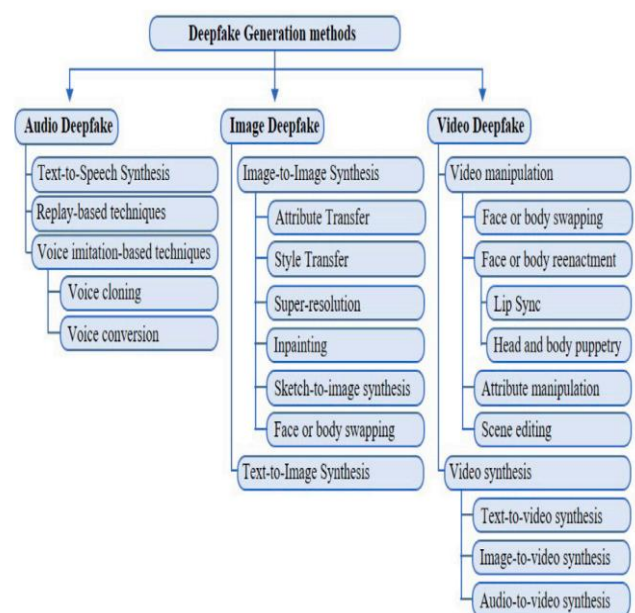 Deepfake Generation methods
Audio Deepfake
Text-to-Speech Synthesis
Replay-based techniques
Voice imitation-based techniques
Voice cloning
Voice conversion
Image Deepfake
Image-to-Image Synthesis
Attribute Transfer
Style Transfer
Super-resolution
Inpainting
Sketch-to-image synthesis
Face or body swapping
Text-to-Image Synthesis
Video Deepfake
Video manipulation
Face or body swapping
Face or body reenactment
Lip Sync
Head and body puppetry
Attribute manipulation
Scene editing
Video synthesis
Text-to-video synthesis
Image-to-video synthesis
Audio-to-video synthesis